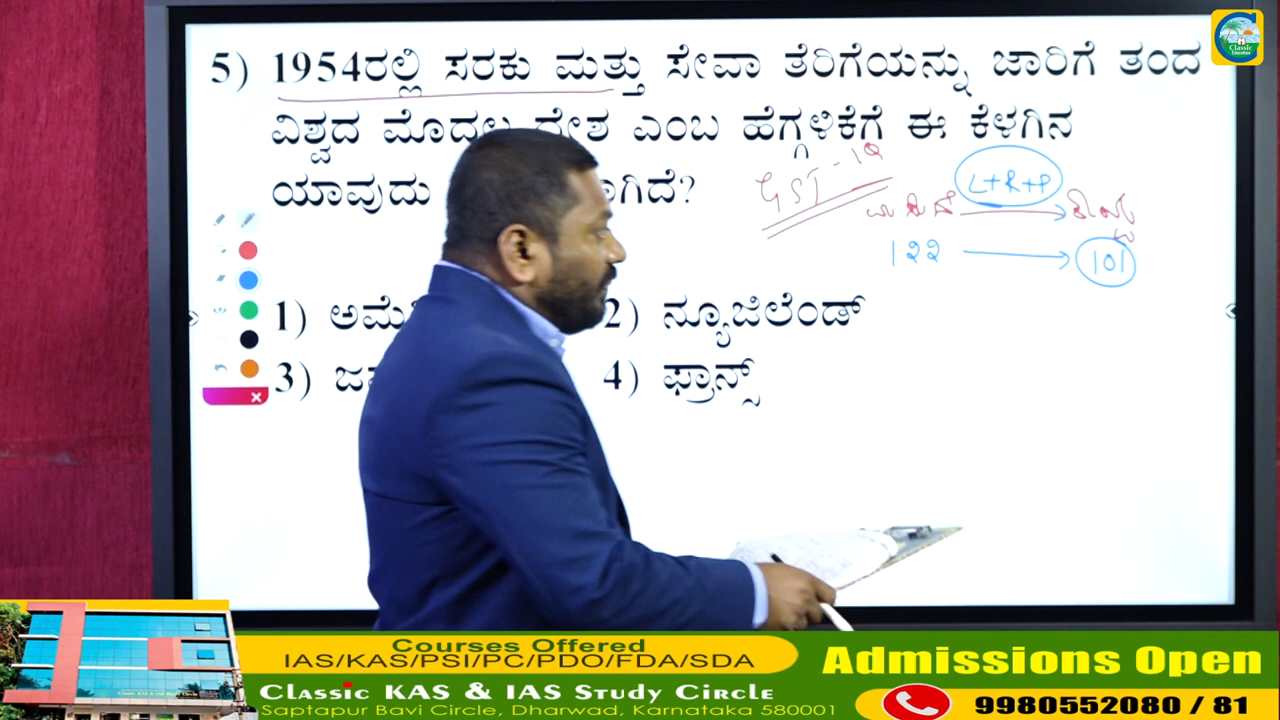 5) 1954ರಲ್ಲಿ ಸರಕು ಮತ್ತು ಸೇವಾ ತೆರಿಗೆಯನ್ನು ಜಾರಿಗೆ ತಂದ
ವಿಶ್ವದ ಮೊದಲ ದೇಶ ಎಂಬ ಹೆಗ್ಗಳಿಕೆಗೆ ಈ ಕೆಳಗಿನ
ಯಾವುದು
GST
L+R+P
122
101
2) ನ್ಯೂಜಿಲೆಂಡ್
1)
3)
4) ಫ್ರಾನ್ಸ್
Classic
Education
Courses Offered
IAS/KAS/PSI/PC/PDO/FDA/SDA
Classic KAS & IAS Study Circle
Saptapur Bavi Circle, Dharwad, Karnataka 580001
Admissions Open
9980552080 / 81